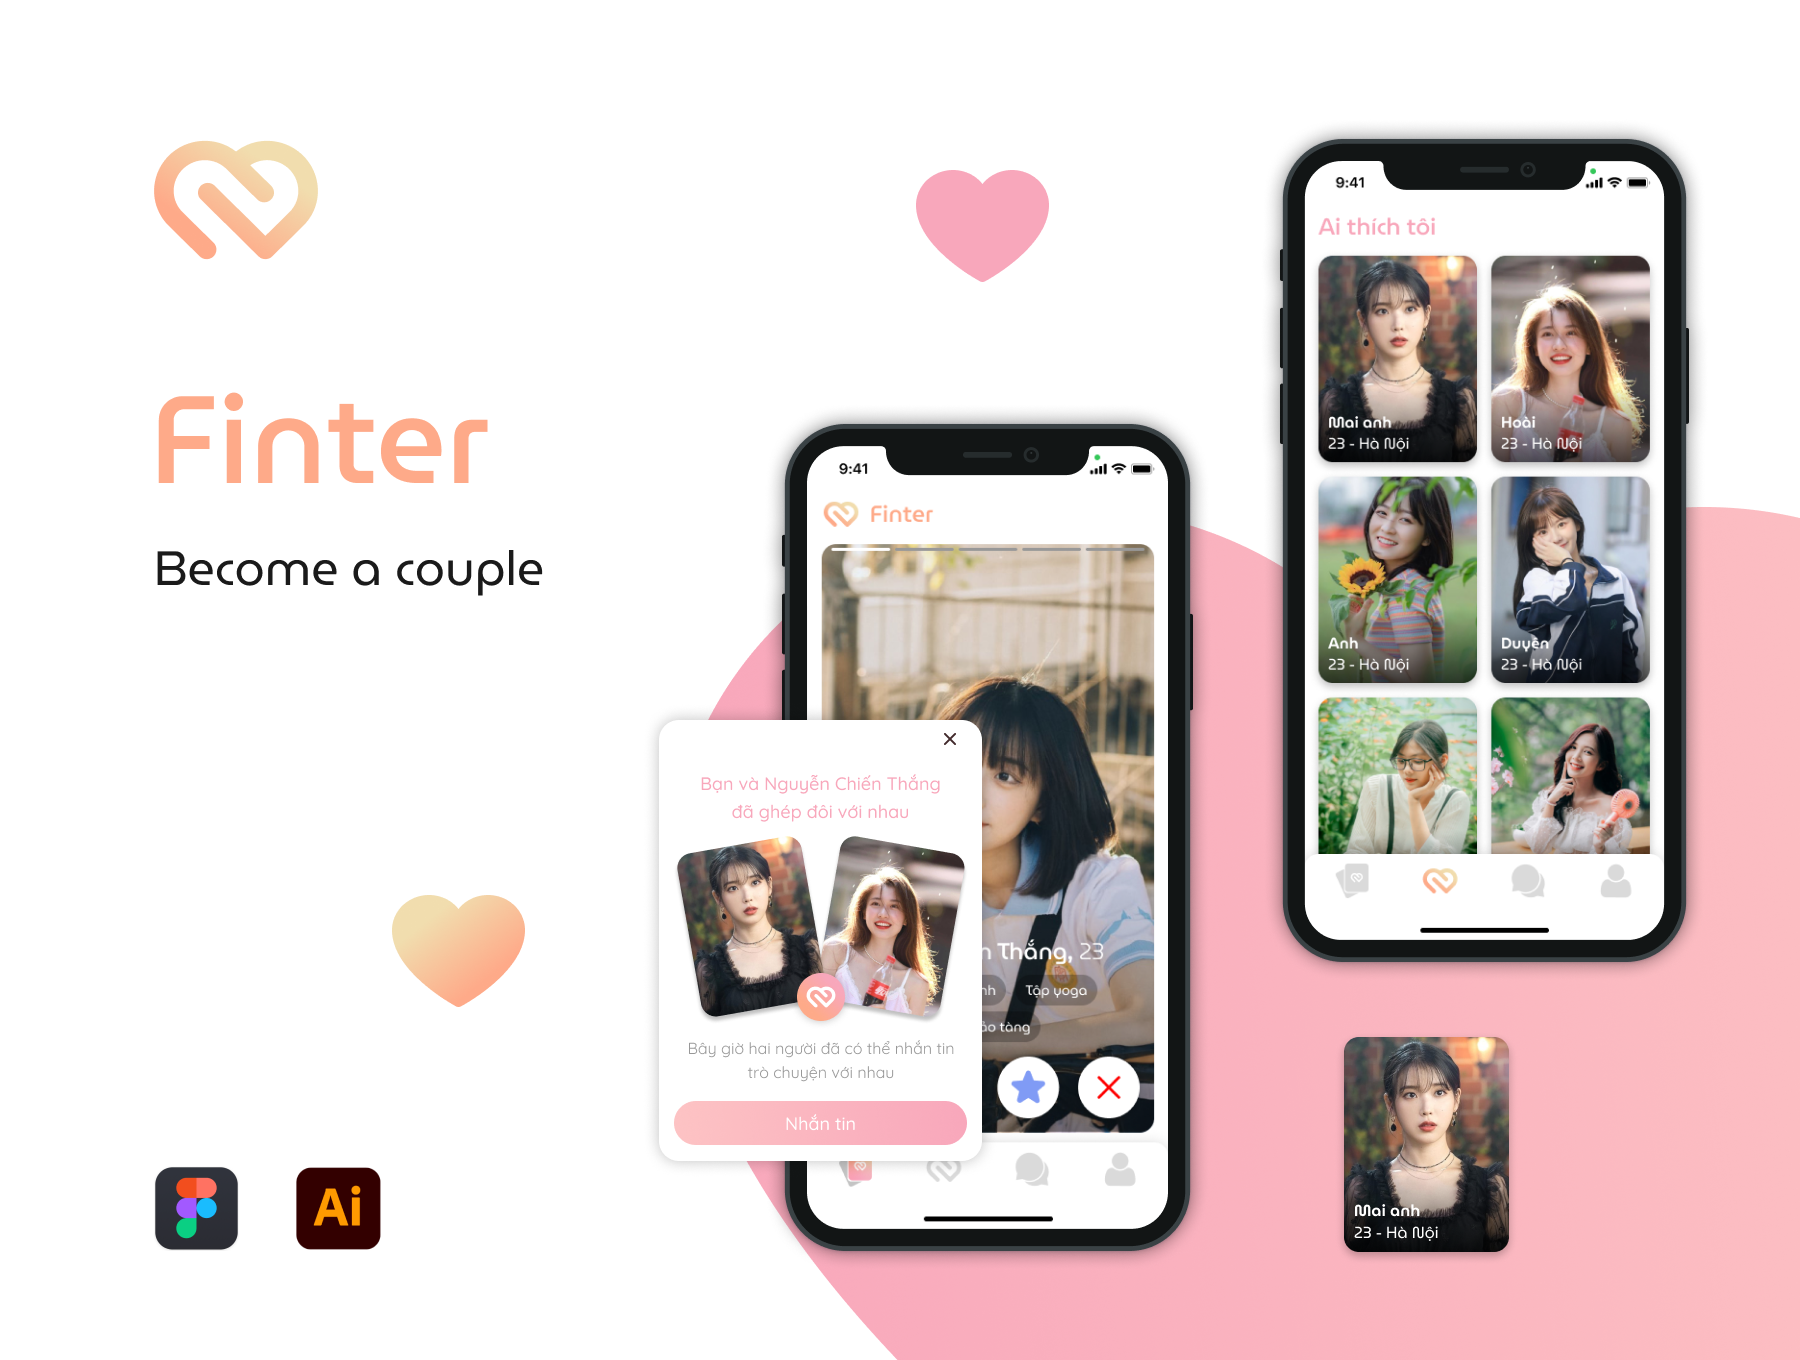 Finter
Become a couple
Ai
9:41
Finter
n Thắng, 23
nh
Tập yoga
ảo tàng
Bạn và Nguyễn Chiến Thắng
đã ghép đôi với nhau
Bây giờ hai người đã có thể nhắn tin
trò chuyện với nhau
Nhắn tin
9:41
Ai thích tôi
Mai anh
23 - Hà Nội
Hoài
23 - Hà Nội
Anh
23 - Hà Nội
Duyên
23 - Hà Nội
Mai anh
23 - Hà Nội